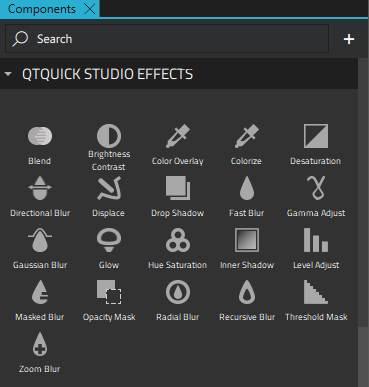 Components
Search
QTQUICK STUDIO EFFECTS
Blend
Brightness
Contrast
Color Overlay
Colorize
Desaturation
Directional Blur
Displace
Drop Shadow
Fast Blur
Gamma Adjust
Gaussian Blur
Glow
Hue Saturation
Inner Shadow
Level Adjust
Masked Blur
Opacity Mask
Radial Blur
Recursive Blur
Threshold Mask
Zoom Blur